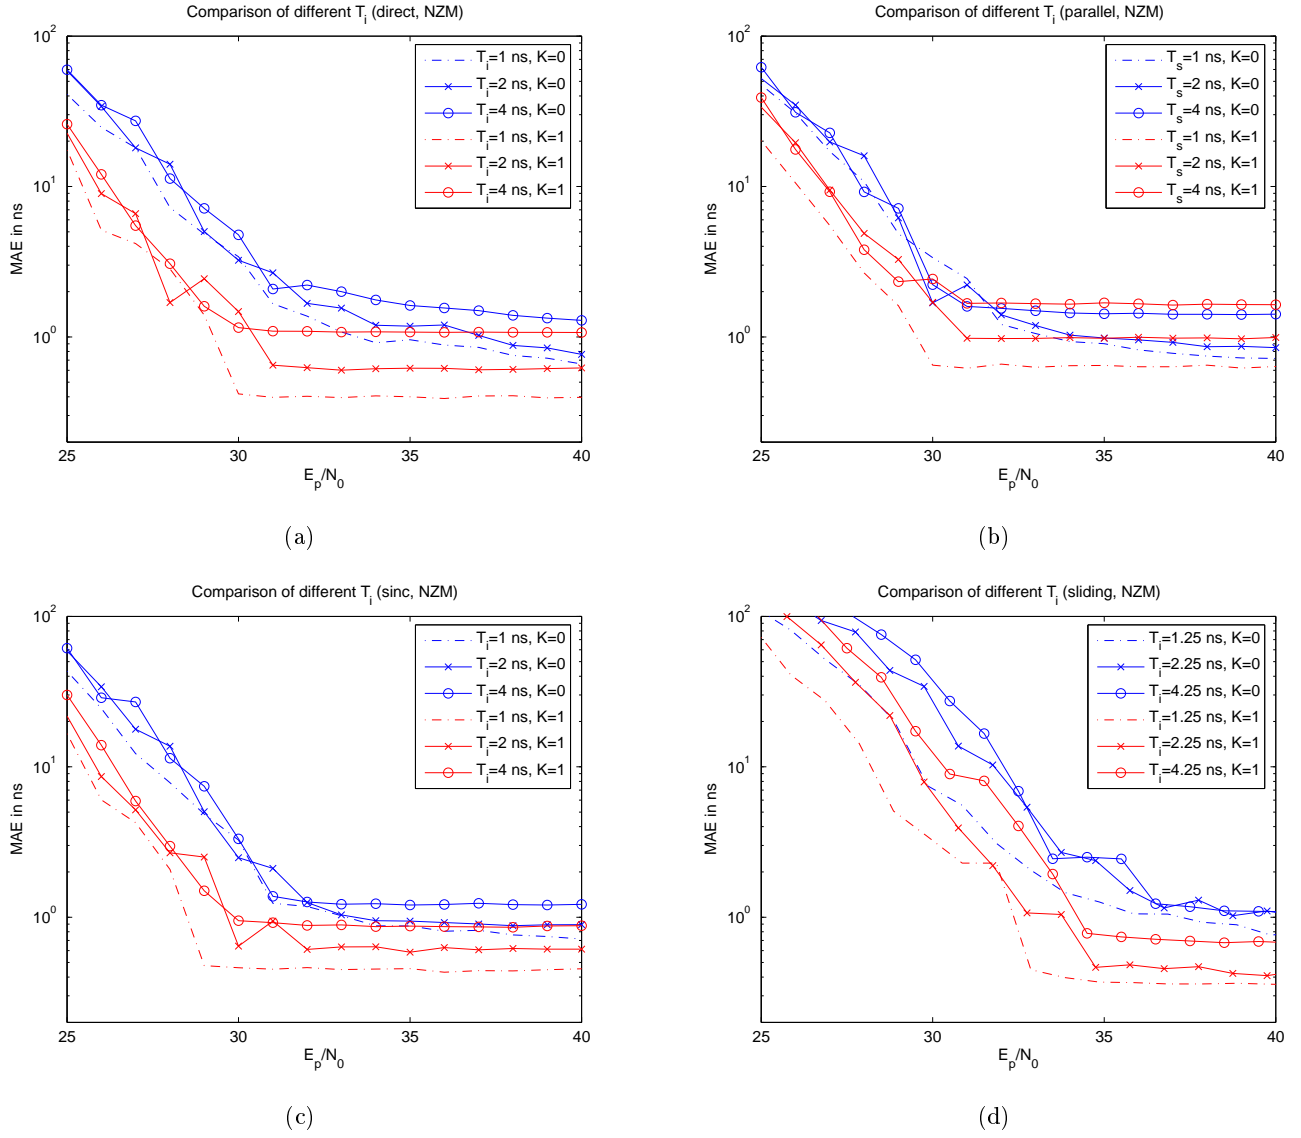 Comparison of different T_i (direct, NZM)
10^2
10^1
10^0
MAE in ns
25
30
35
40
E_p/N_0
T_i=1 ns, K=0
T_i=2 ns, K=0
T_i=4 ns, K=0
T_i=1 ns, K=1
T_i=2 ns, K=1
T_i=4 ns, K=1
(a)
Comparison of different T_i (parallel, NZM)
10^2
10^1
10^0
MAE in ns
25
30
35
40
E_p/N_0
T_s=1 ns, K=0
T_s=2 ns, K=0
T_s=4 ns, K=0
T_s=1 ns, K=1
T_s=2 ns, K=1
T_s=4 ns, K=1
(b)
Comparison of different T_i (sinc, NZM)
10^2
10^1
10^0
MAE in ns
25
30
35
40
E_p/N_0
T_i=1 ns, K=0
T_i=2 ns, K=0
T_i=4 ns, K=0
T_i=1 ns, K=1
T_i=2 ns, K=1
T_i=4 ns, K=1
(c)
Comparison of different T_i (sliding, NZM)
10^2
10^1
10^0
MAE in ns
25
30
35
40
E_p/N_0
T_i=1.25 ns, K=0
T_i=2.25 ns, K=0
T_i=4.25 ns, K=0
T_i=1.25 ns, K=1
T_i=2.25 ns, K=1
T_i=4.25 ns, K=1
(d)